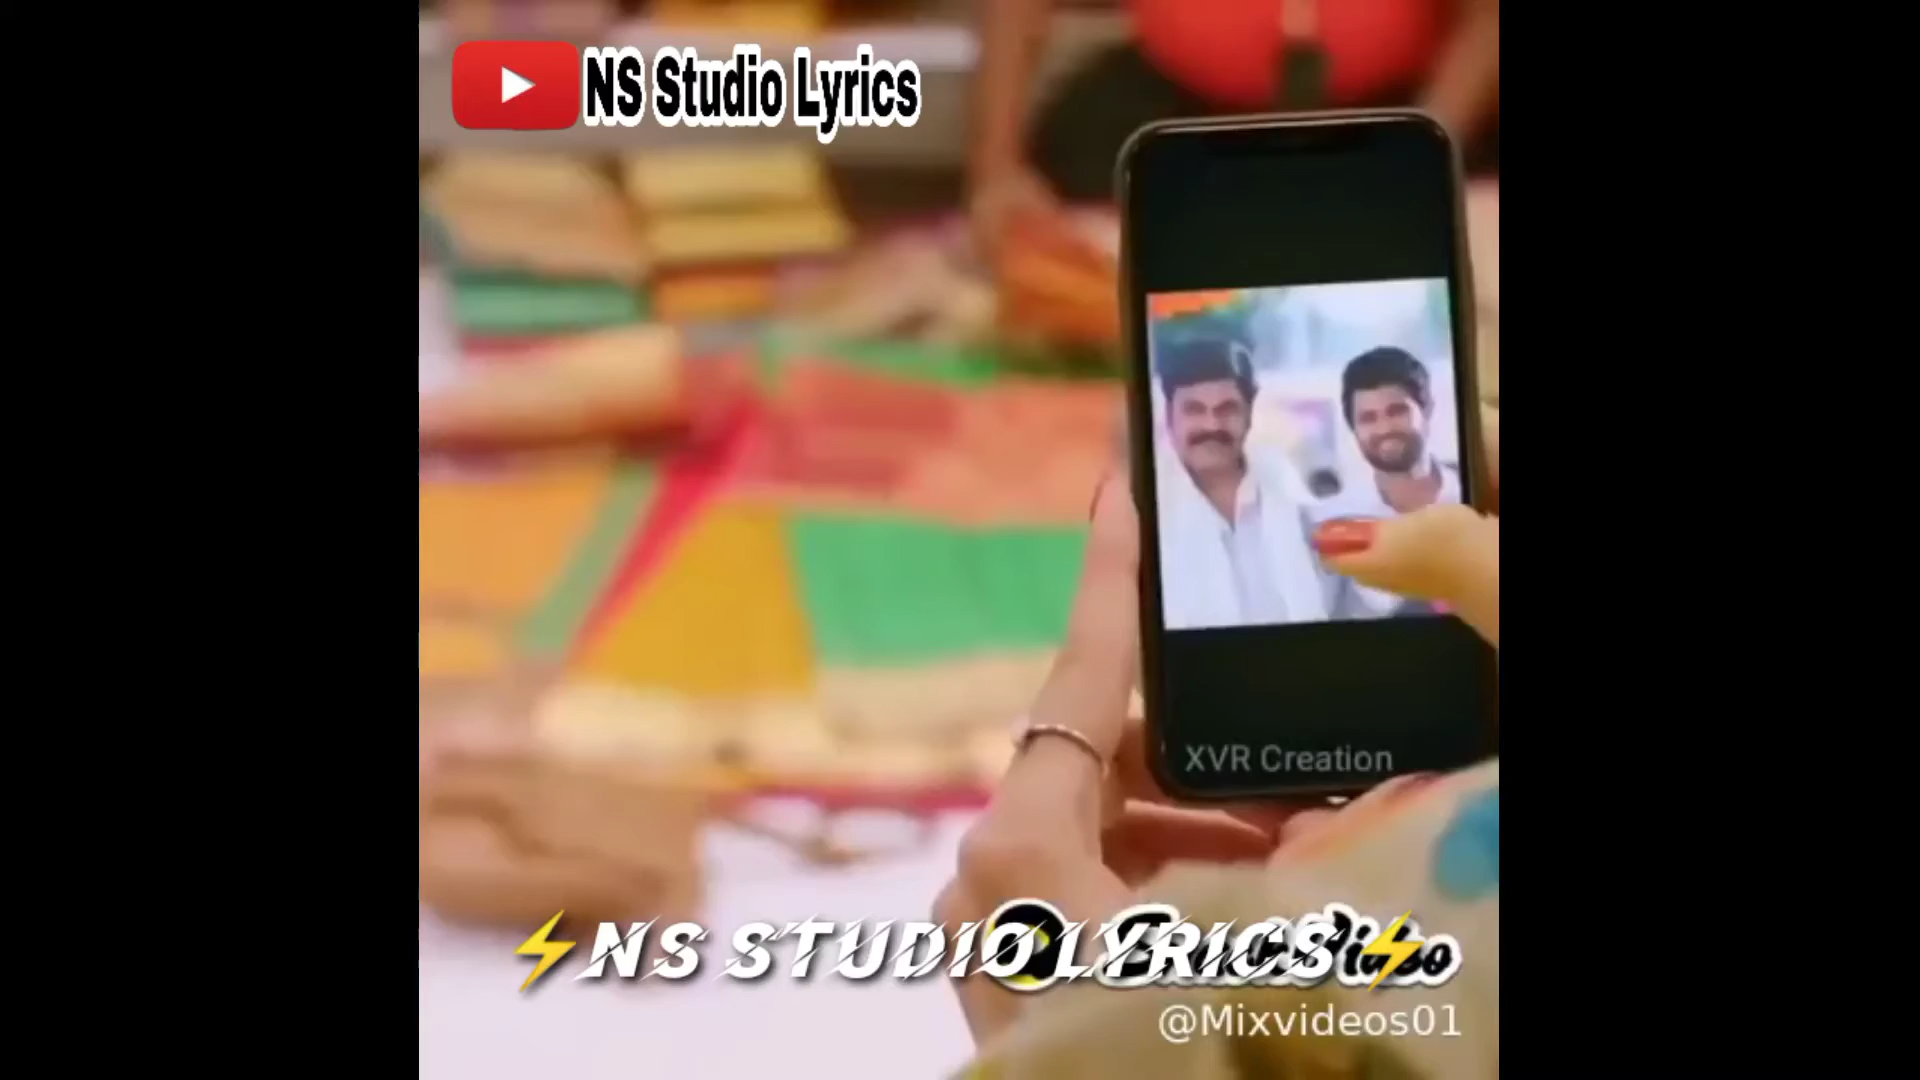 NS Studio Lyrics
XVR Creation
⚡NS STUDIO LYRICS⚡
@Mixvideos01